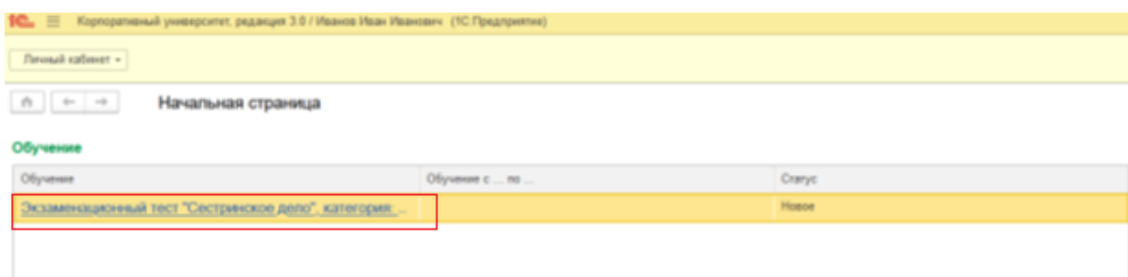 1С Корпоративный университет, редакция 3.0 / Иванов Иван Иванович (1С:Предприятие)
Личный кабинет
Начальная страница
Обучение
Обучение Обучение с ... по ... Статус
Экзаменационный тест "Сестринское дело", категория: ... Новое